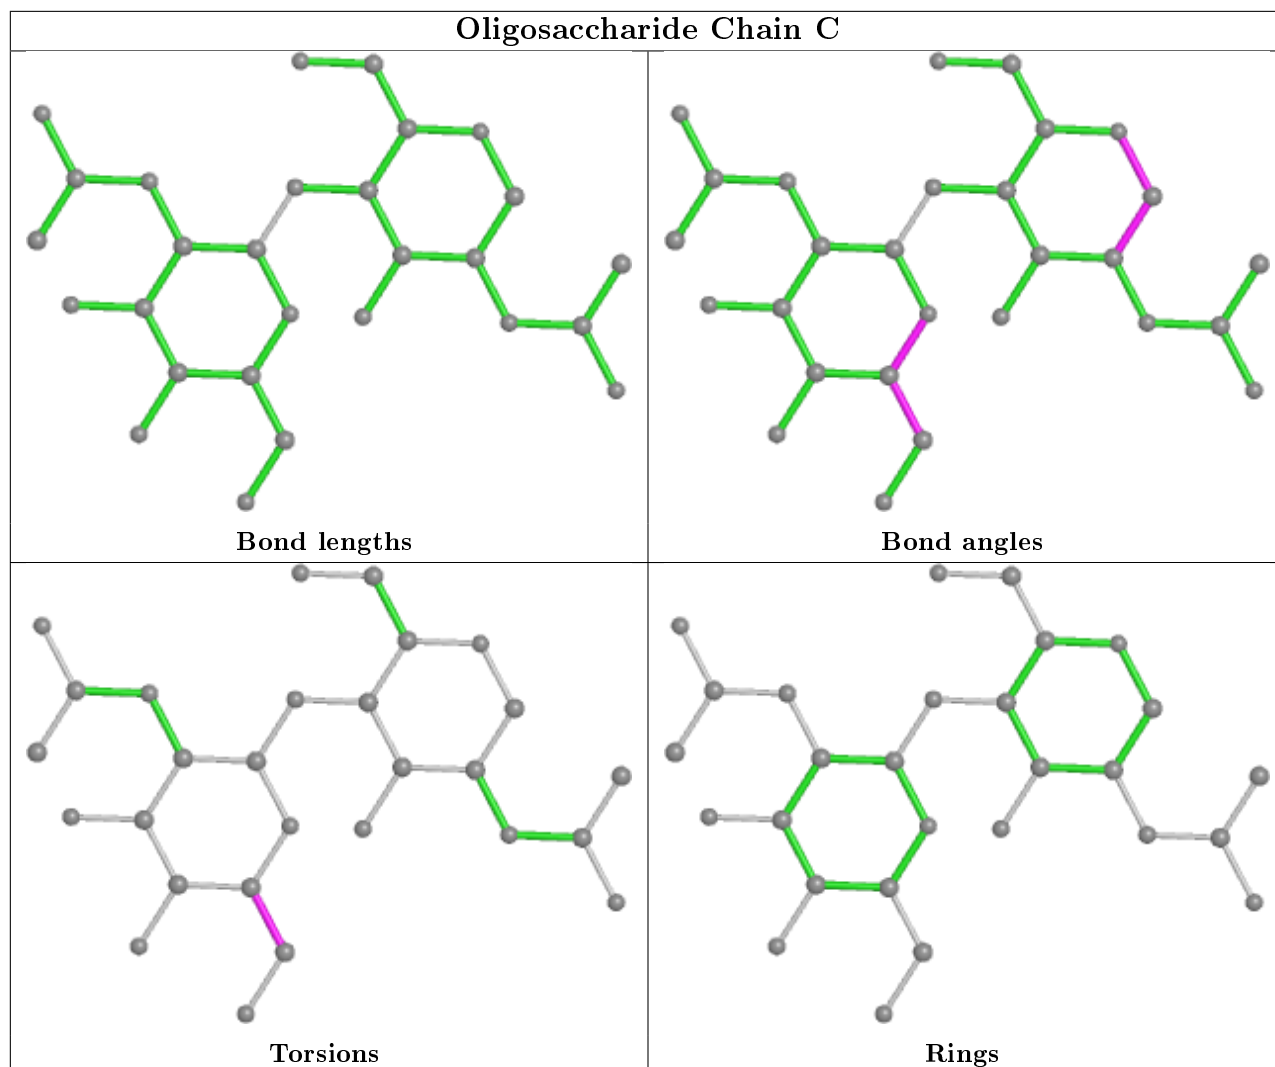 Oligosaccharide Chain C
Bond lengths
Bond angles
Torsions
Rings